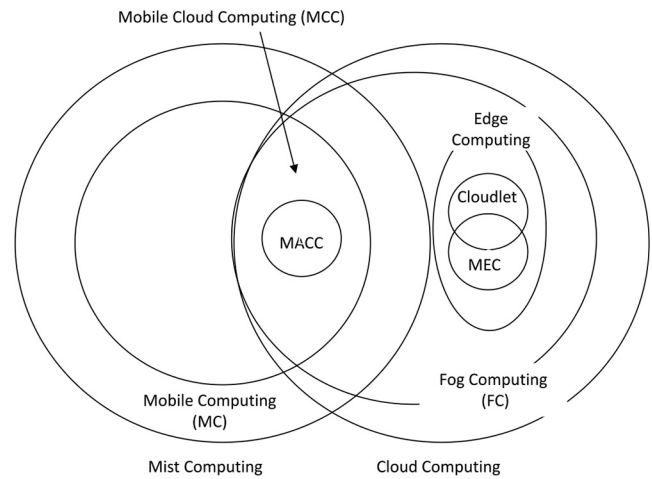 Mobile Cloud Computing (MCC)
Edge
Computing
Cloudlet
MACC
MEC
Mobile Computing
(MC)
Fog Computing
(FC)
Mist Computing
Cloud Computing